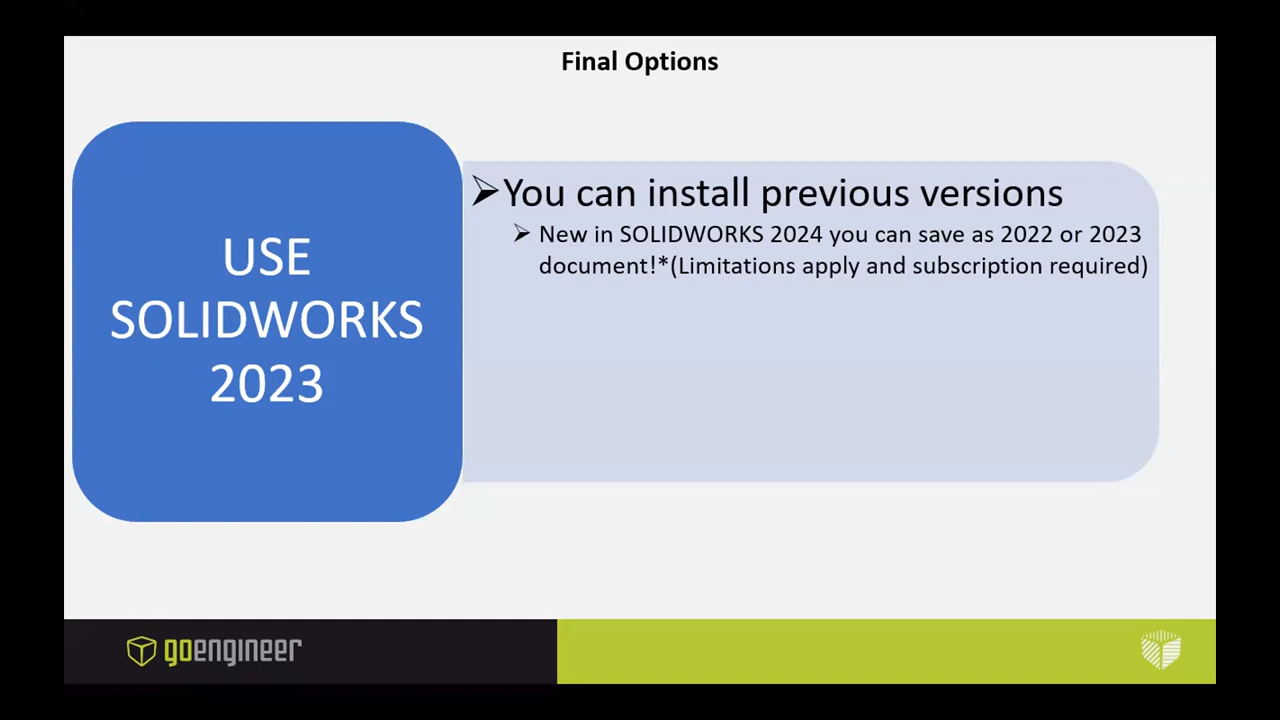 Final Options
USE
SOLIDWORKS
2023
➢You can install previous versions
➢ New in SOLIDWORKS 2024 you can save as 2022 or 2023
document!*(Limitations apply and subscription required)
goengineer